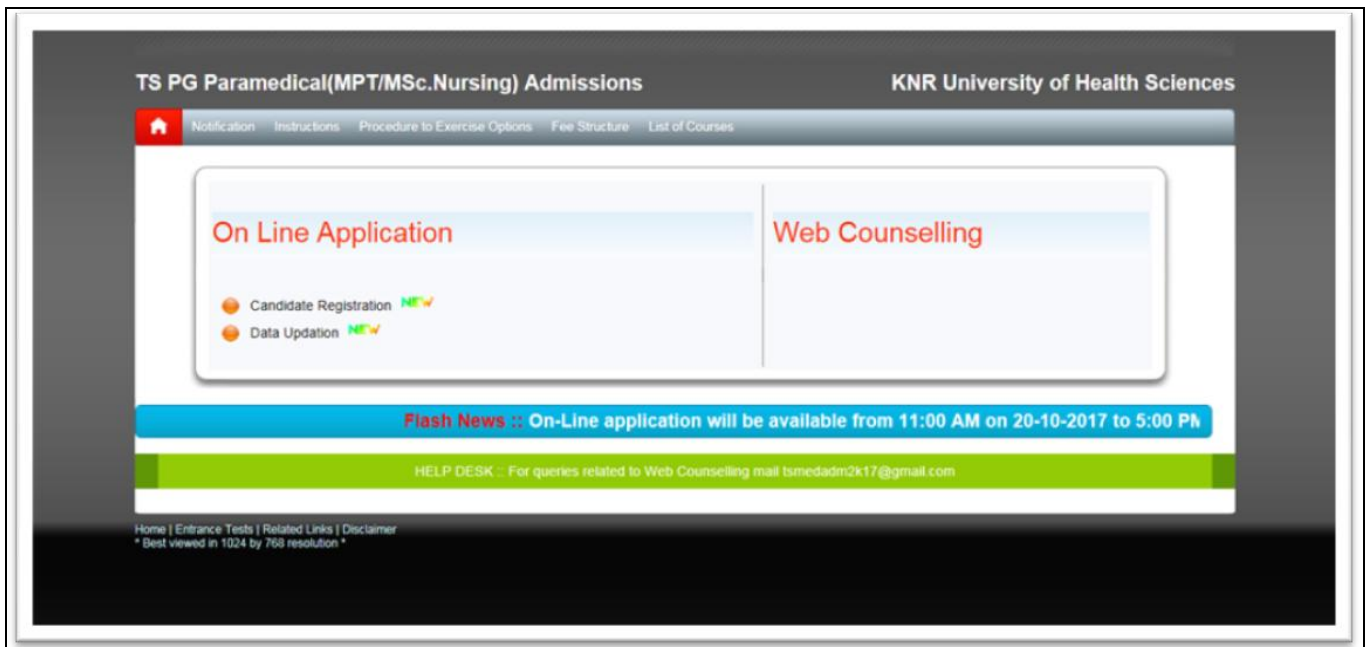 TS PG Paramedical(MPT/MSc.Nursing) Admissions
KNR University of Health Sciences
Notification Instructions Procedure to Exercise Options Fee Structure List of Courses
On Line Application
Web Counselling
Candidate Registration NEW
Data Updation NEW
Flash News :: On-Line application will be available from 11:00 AM on 20-10-2017 to 5:00 PM
HELP DESK :: For queries related to Web Counselling mail tsmedadm2k17@gmail.com
Home | Entrance Tests | Related Links | Disclaimer
* Best viewed in 1024 by 768 resolution *